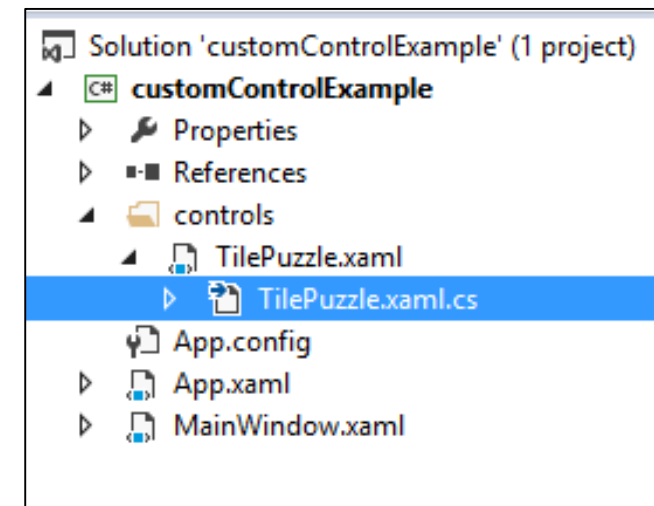 Solution 'customControlExample' (1 project)
C# customControlExample
Properties
References
controls
TilePuzzle.xaml
TilePuzzle.xaml.cs
App.config
App.xaml
MainWindow.xaml